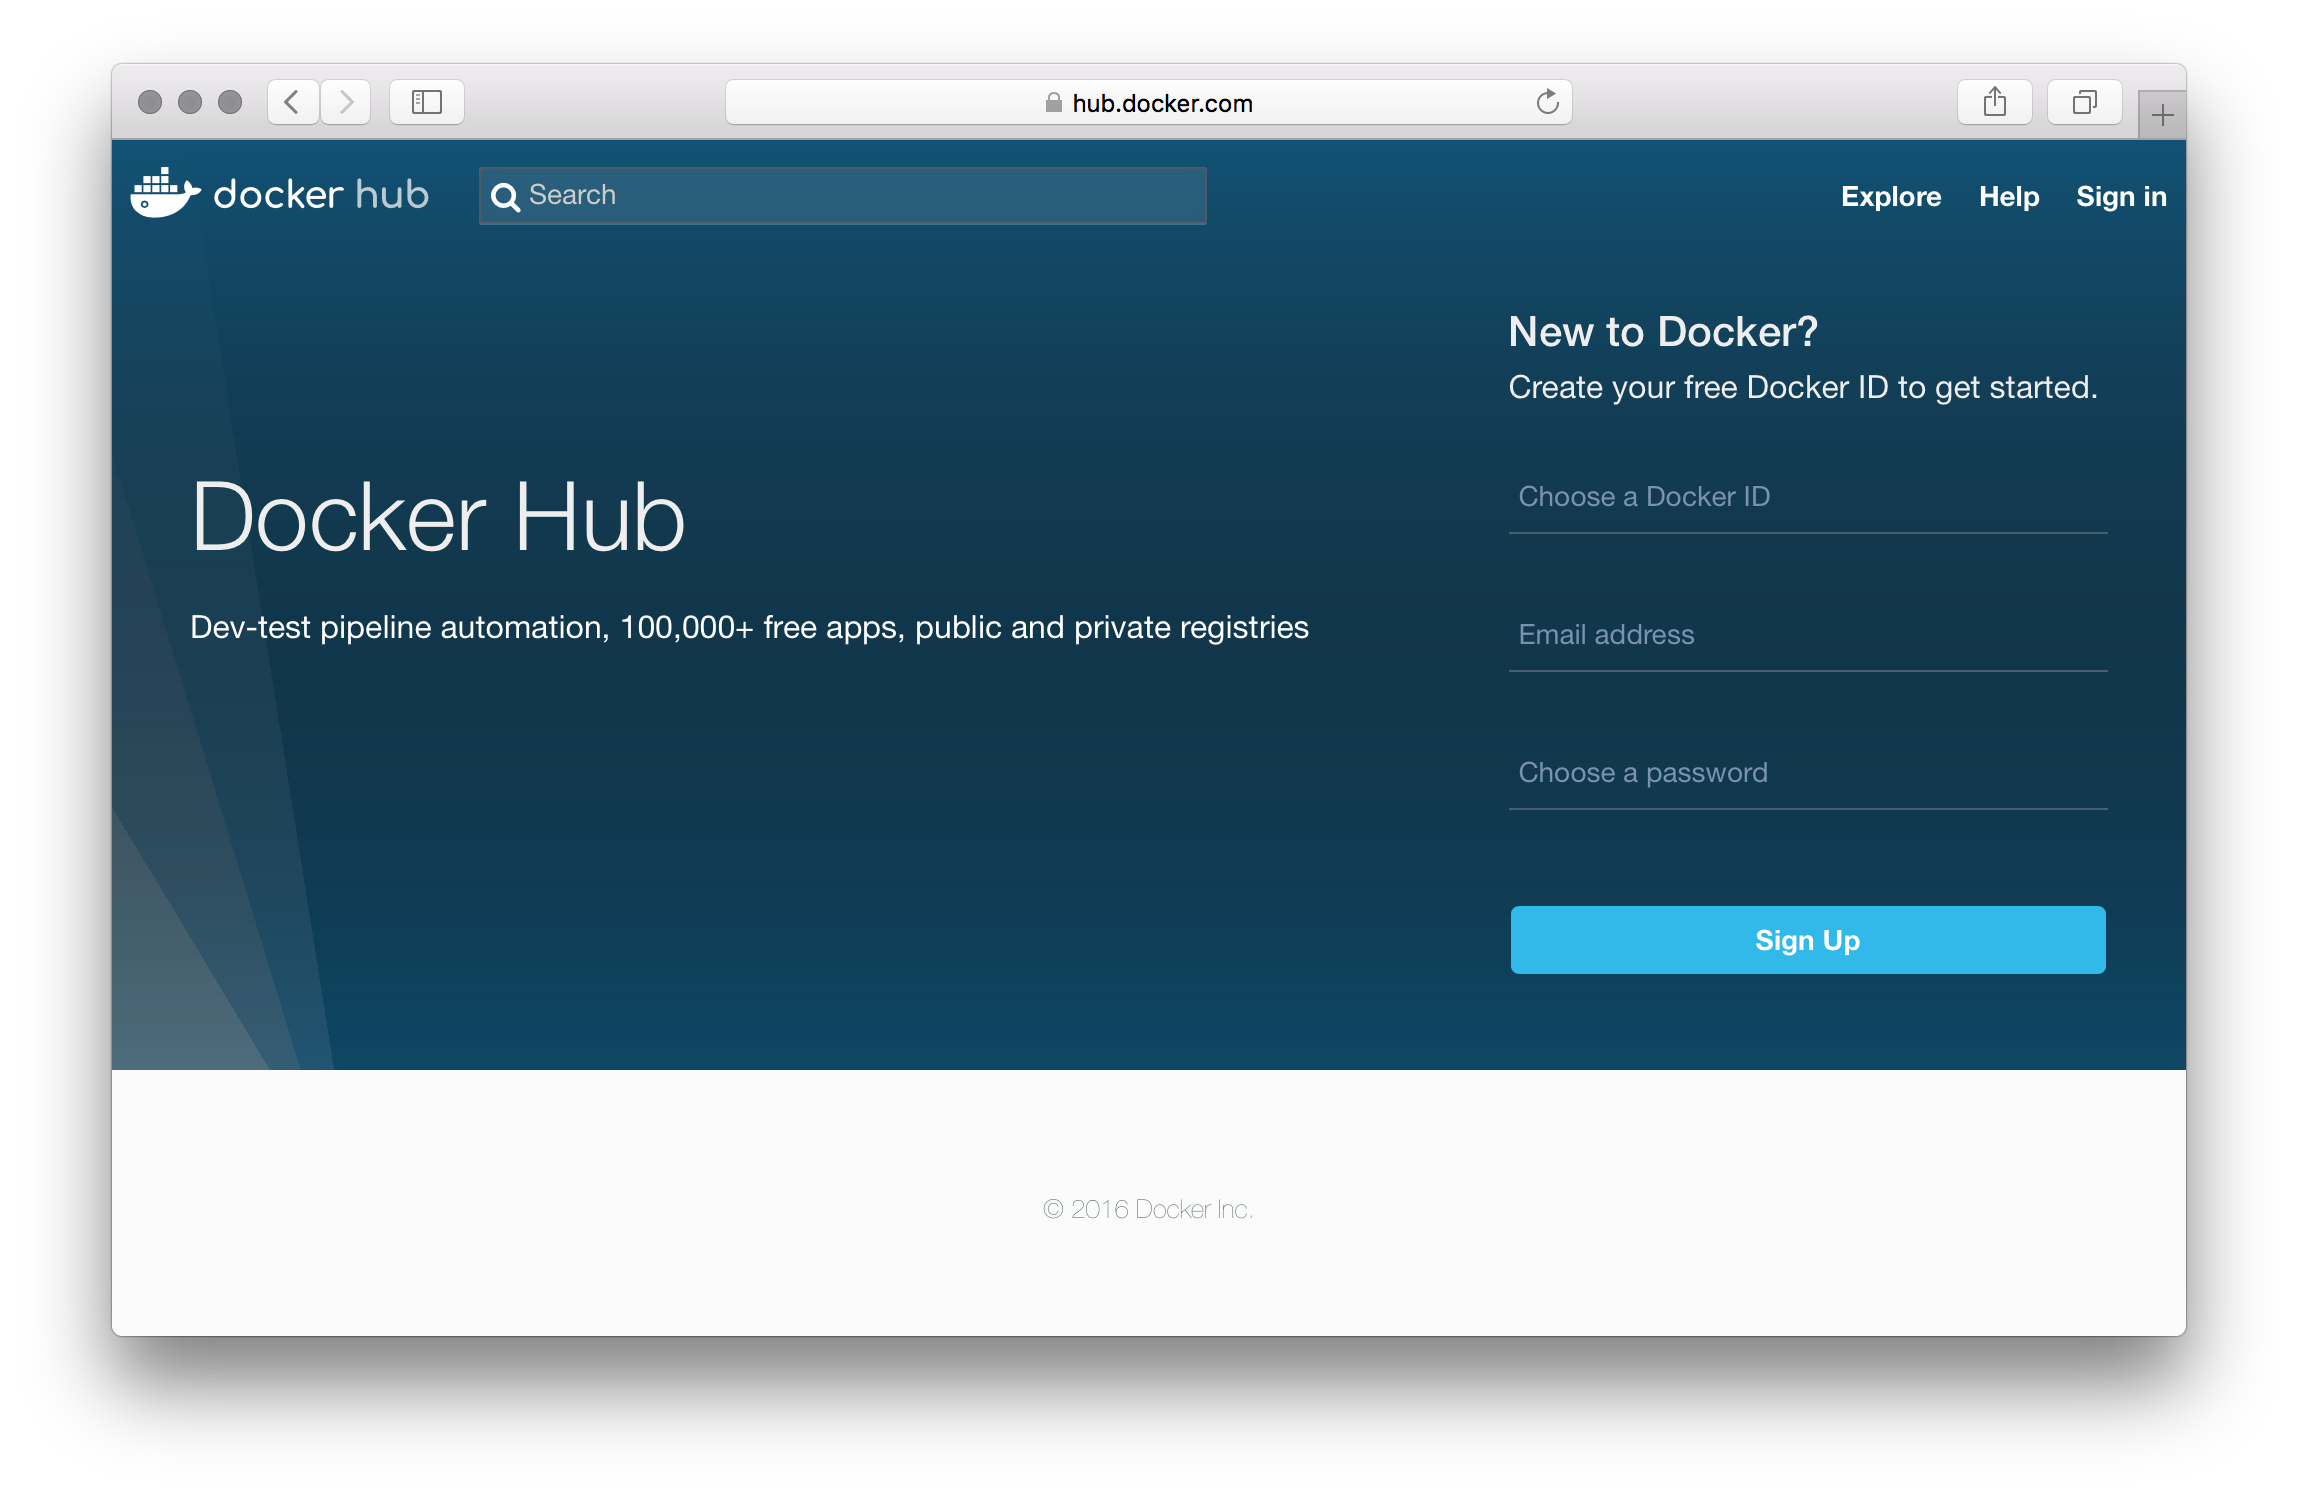 hub.docker.com
docker hub
Search
Explore Help Sign in
New to Docker?
Create your free Docker ID to get started.
Choose a Docker ID
Docker Hub
Dev-test pipeline automation, 100,000+ free apps, public and private registries
Email address
Choose a password
Sign Up
© 2016 Docker Inc.